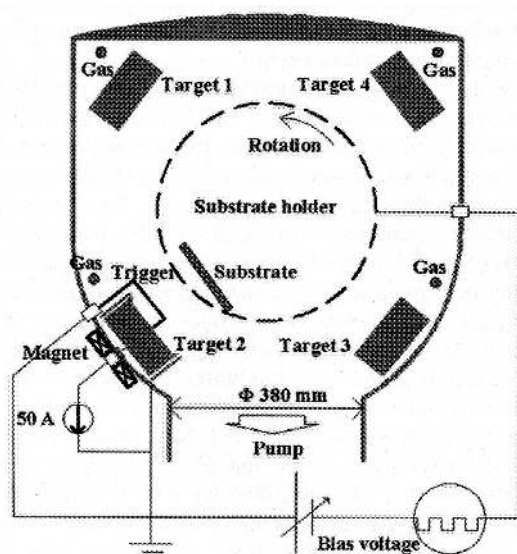 Gas
Gas
Target 1
Target 4
Rotation
Substrate holder
Gas
Trigger
Substrate
Gas
Magnet
Target 2
Target 3
Φ 380 mm
50 A
Pump
Bias voltage